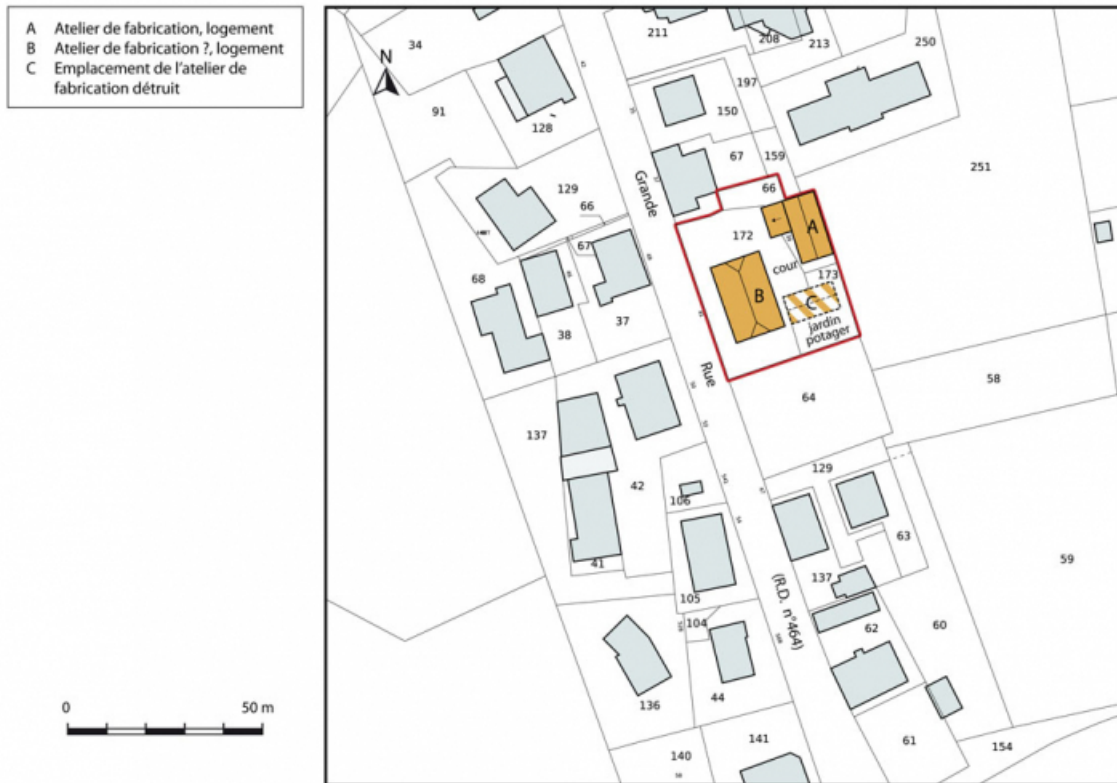 A Atelier de fabrication, logement
B Atelier de fabrication ?, logement
C Emplacement de l'atelier de
fabrication détruit
N
34
211
208
213
250
197
150
91
128
67
159
251
129
66
66
Grande
172
A
67
cour
173
68
B
C
38
37
jardin
potager
Rue
58
64
137
129
42
106
63
59
41
137
105
(R.D. n°464)
104
62
60
136
44
61
154
140
141
0 50 m